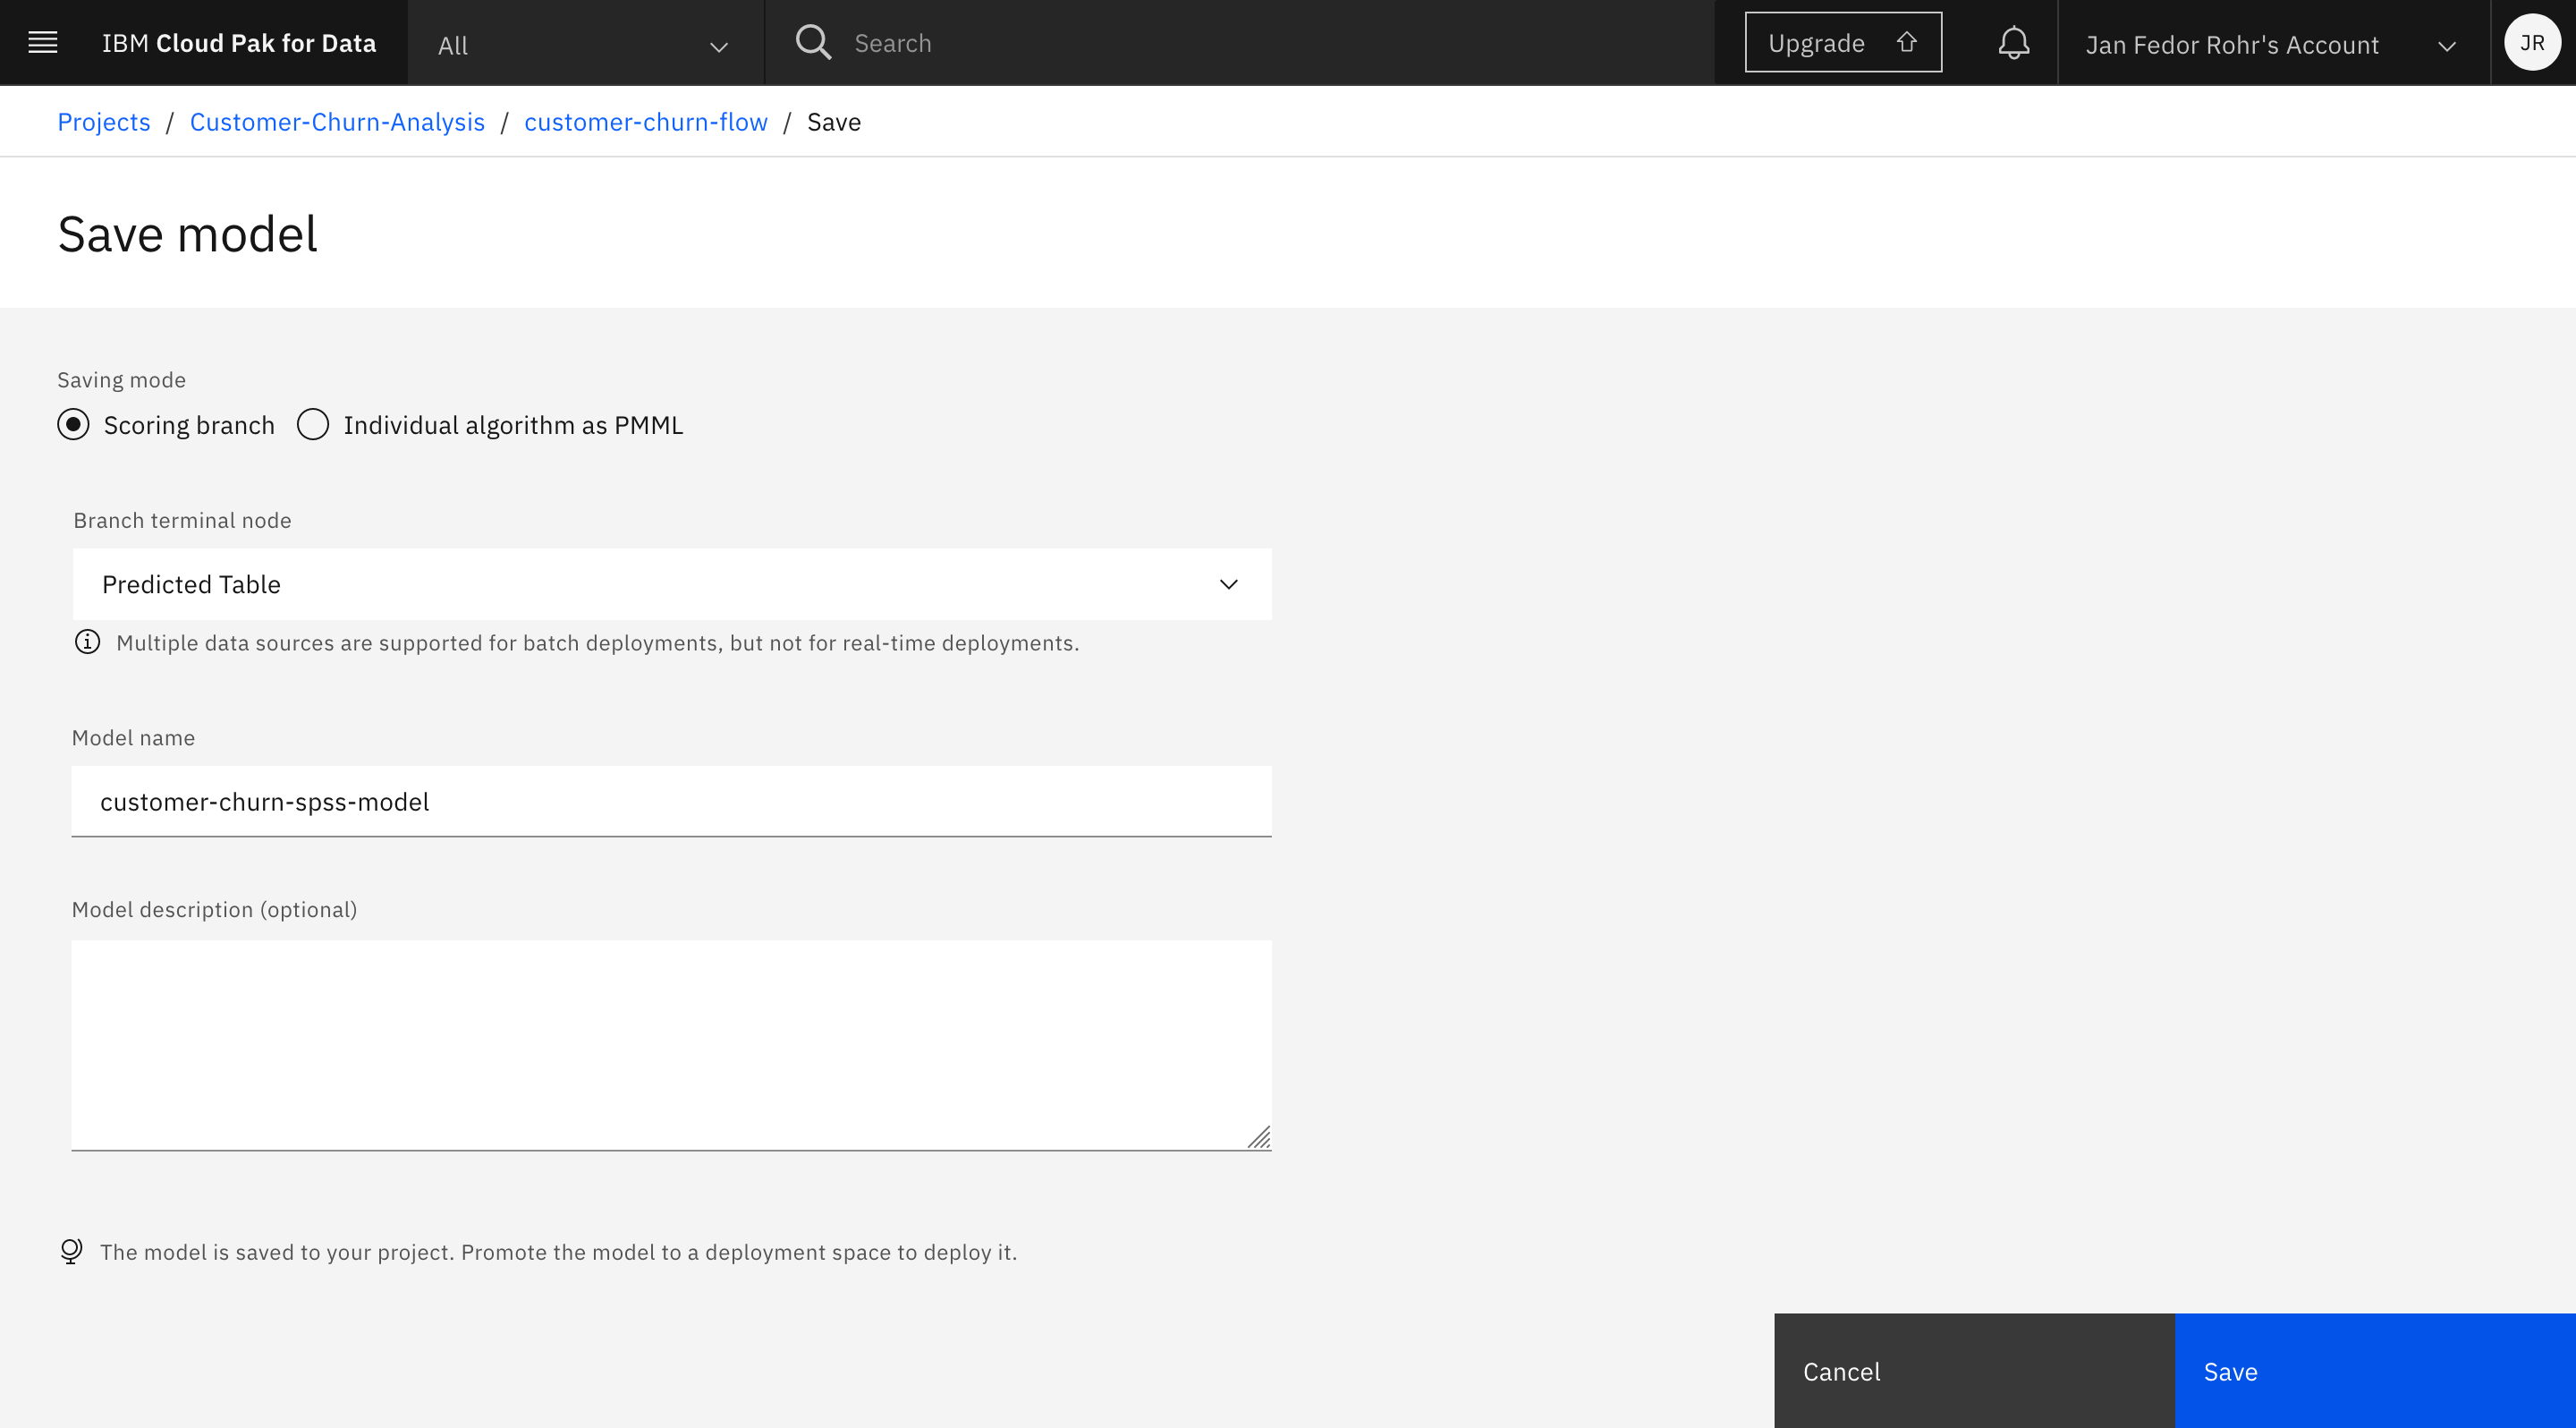 IBM Cloud Pak for Data All Search Upgrade Jan Fedor Rohr's Account JR
Projects / Customer-Churn-Analysis / customer-churn-flow / Save
Save model
Saving mode
Scoring branch Individual algorithm as PMML
Branch terminal node
Predicted Table
Multiple data sources are supported for batch deployments, but not for real-time deployments.
Model name
customer-churn-spss-model
Model description (optional)
The model is saved to your project. Promote the model to a deployment space to deploy it.
Cancel Save